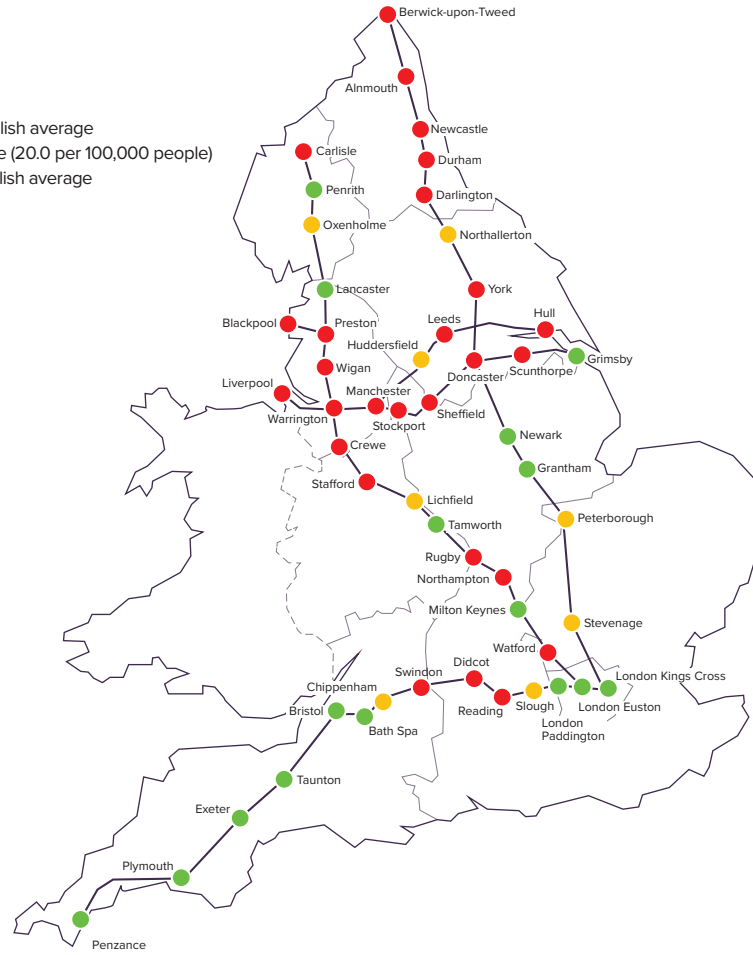 Berwick-upon-Tweed
Alnmouth
lish average
e (20.0 per 100,000 people)
lish average
Newclastle
Carlisle
Durham
Penrith
Darlington
Oxenholme
Northallerton
Lancaster
York
Blackpool
Preston
Leeds
Hull
Huddersfield
Wigan
Doncaster
Scunthorpe
Grimsby
Liverpool
Manchester
Warrington
Stockport
Sheffield
Crewe
Newark
Stafford
Grantham
Lichfield
Tamworth
Peterborough
Rugby
Northampton
Milton Keynes
Stevenage
Watford
Didcot
Swindon
London Kings Cross
Chippenham
Reading
Slough
London Euston
Bristol
Bath Spa
London
Paddington
Taunton
Exeter
Plymouth
Penzance